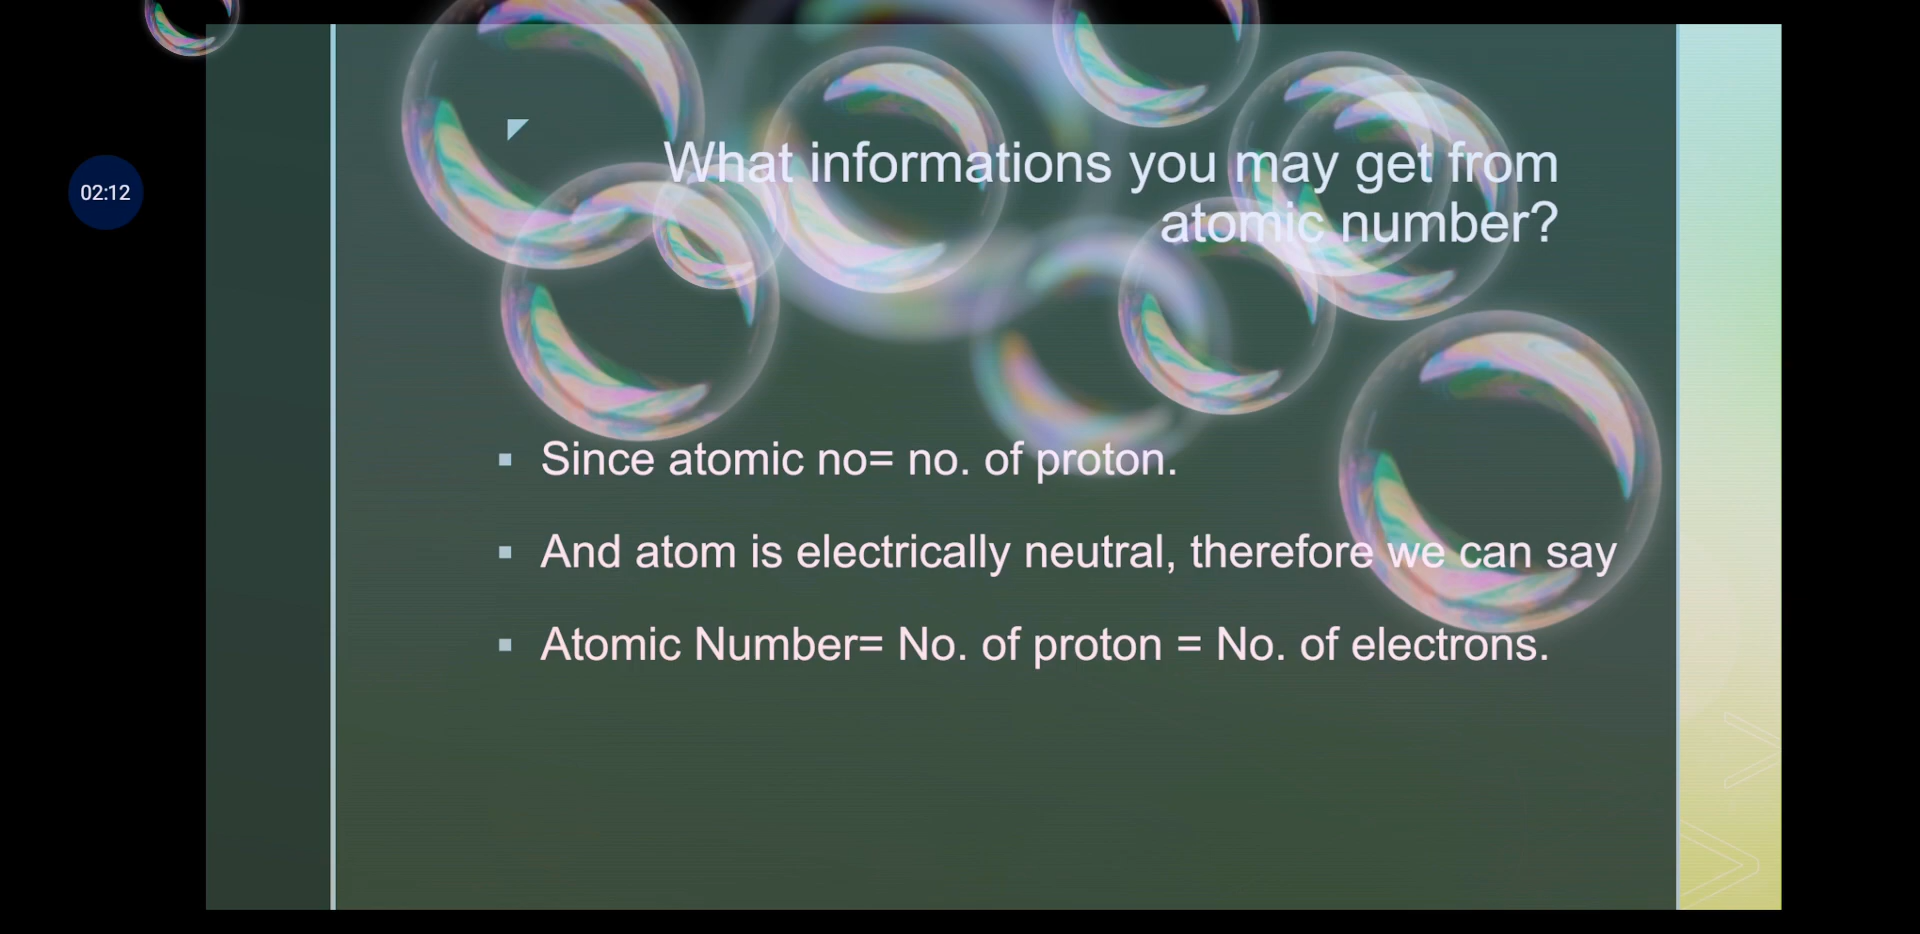 02:12
What informations you may get from
atomic number?
Since atomic no= no. of proton.
And atom is electrically neutral, therefore we can say
Atomic Number= No. of proton = No. of electrons.